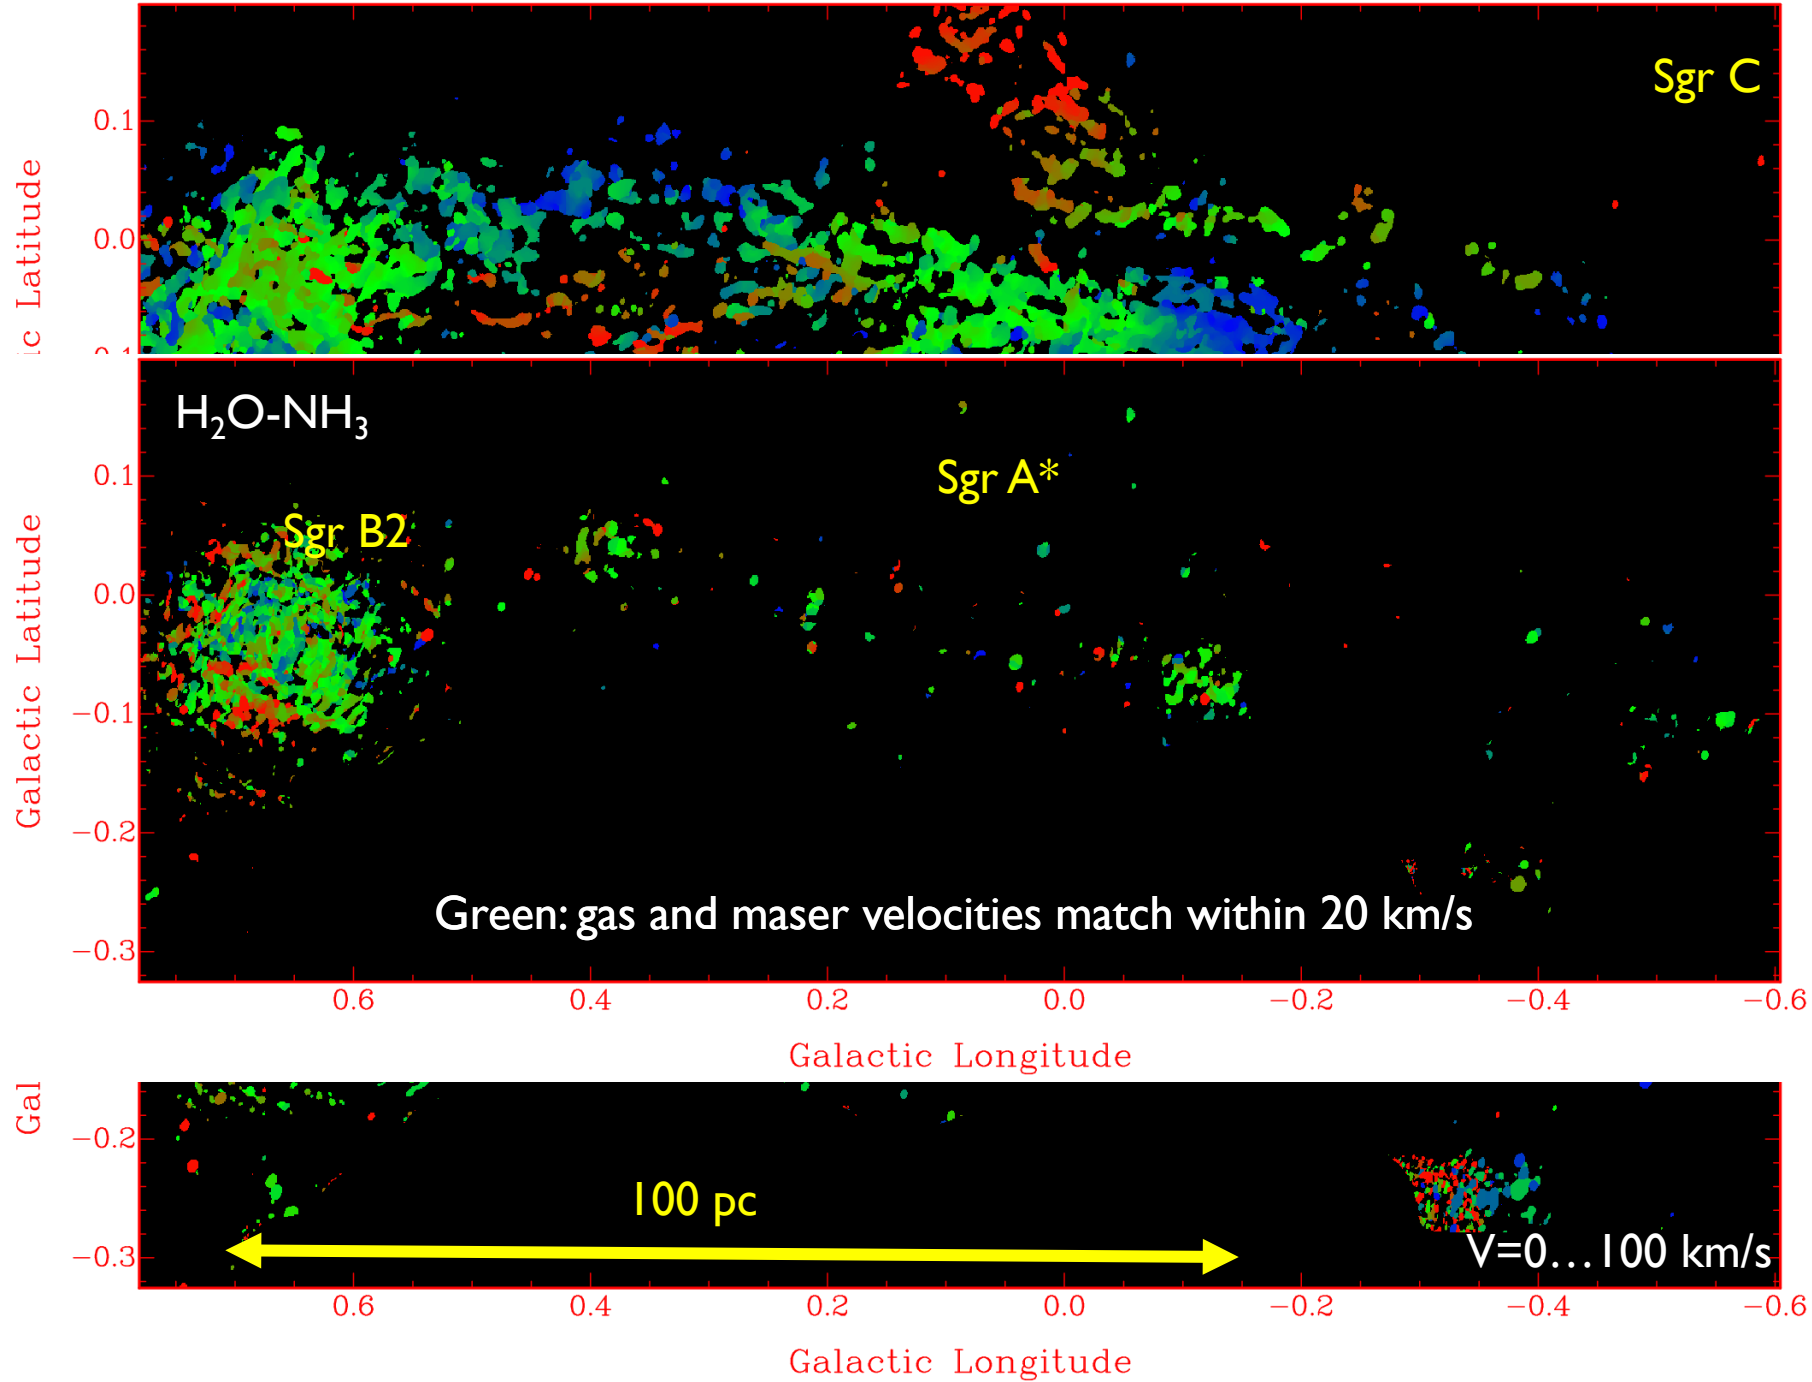 Sgr C
0.1
0.0
ic Latitude
H₂O-NH₃
0.1
Sgr A*
Sgr B2
0.0
−0.1
−0.2
−0.3
Galactic Latitude
Green: gas and maser velocities match within 20 km/s
0.6 0.4 0.2 0.0 −0.2 −0.4 −0.6
Galactic Longitude
Gal
−0.2
100 pc
−0.3
V=0…100 km/s
0.6 0.4 0.2 0.0 −0.2 −0.4 −0.6
Galactic Longitude